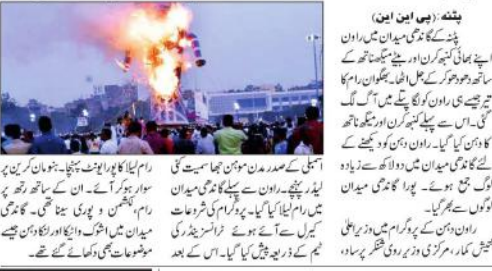 پٹنہ: (پی این این)
پٹنہ کے گاندھی میدان میں راون
اپنے بھائی کنبھ کرن اور بیٹے میگھ ناتھ کے
ساتھ دھو دھو کر کے جل اٹھا۔ بھگوان رام کا
تیر جیسے ہی راون کو لگا پتلے میں آگ لگ
گئی۔ اس سے پہلے کنبھ کرن اور میگھ ناتھ
کا دہن کیا گیا۔ راون دہن کو دیکھنے کے
لئے گاندھی میدان میں دو لاکھ سے زیادہ
لوگ جمع ہوئے۔ پورا گاندھی میدان
لوگوں سے بھر گیا۔
راون دہن کے پروگرام میں وزیر اعلیٰ
نتیش کمار، مرکزی وزیر روی شنکر پرساد،
اسمبلی کے صدر مدن موہن جھا سمیت کئی
لیڈر پہنچے۔ راون سے پہلے گاندھی میدان
میں رام لیلا کیا گیا۔ پروگرام کی شروعات
کیرل سے آئے ہوئے ٹرانسزینڈر کی
ٹیم کے ذریعہ پیش کیا گیا۔ اس کے بعد
رام لیلا کا پورا یونٹ پہنچا۔ ہنومان کرین پر
سوار ہو کر آئے۔ ان کے ساتھ رتھ پر
رام، لکشمن و پوری سینا تھی۔ گاندھی
میدان میں اشوک واٹیکا اور لنکا دہن جیسے
موضوعات بھی دکھائے گئے تھے۔